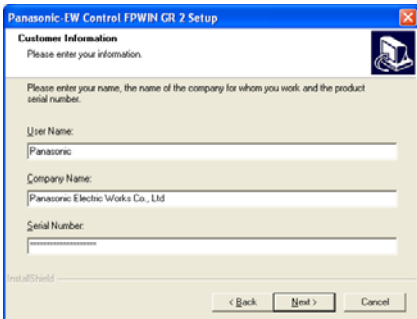 Panasonic-EW Control FPWIN GR 2 Setup
Customer Information
Please enter your information.
Please enter your name, the name of the company for whom you work and the product
serial number.
User Name:
Panasonic
Company Name:
Panasonic Electric Works Co., Ltd
Serial Number:
InstallShield
< Back
Next >
Cancel